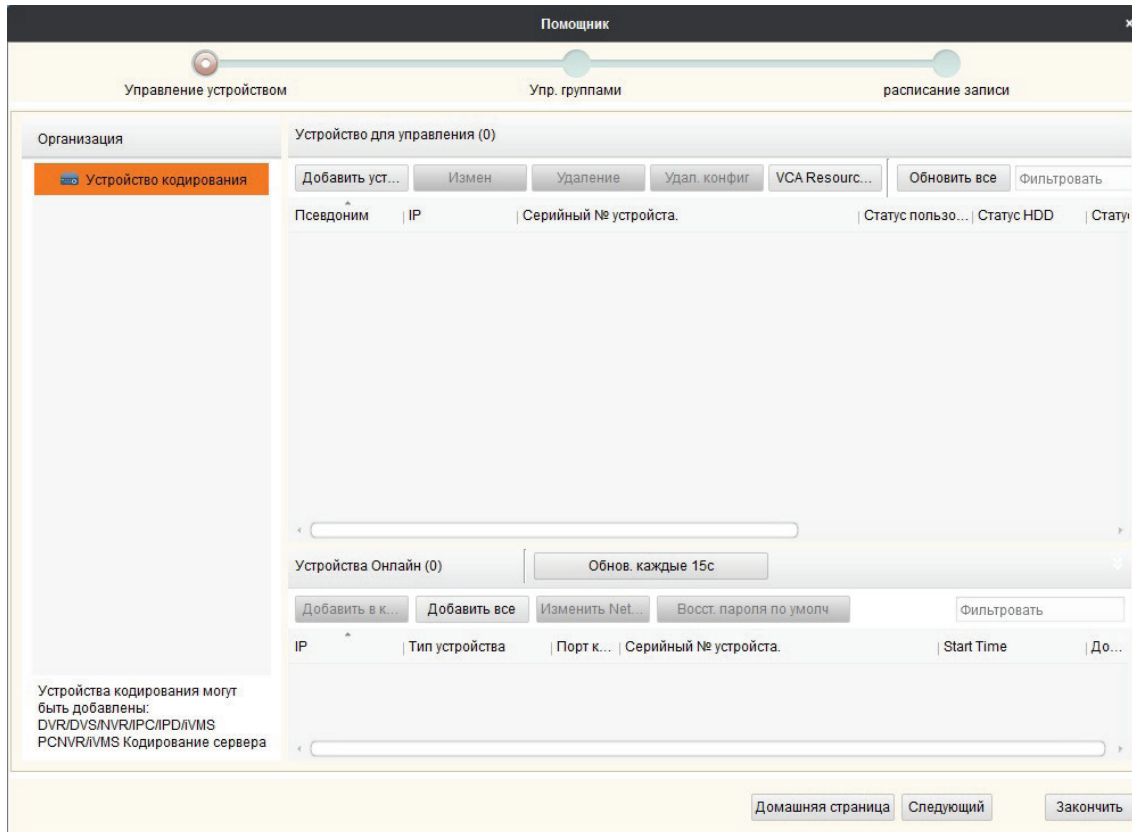 Помощник
Управление устройством
Упр. группами
расписание записи
Организация
Устройство кодирования
Устройства кодирования могут
быть добавлены:
DVR/DVS/NVR/IPC/IPD/iVMS
PCNVR/iVMS Кодирование сервера
Устройство для управления (0)
Добавить уст... Измен Удаление Удал. конфиг VCA Resourc... Обновить все Фильтровать
Псевдоним IP Серийный № устройста. Статус пользо... Статус HDD Стату
Устройства Онлайн (0) Обнов. каждые 15с
Добавить в к... Добавить все Изменить Net... Восст. пароля по умолч Фильтровать
IP Тип устройства Порт к... Серийный № устройста. Start Time До...
Домашняя страница Следующий Закончить